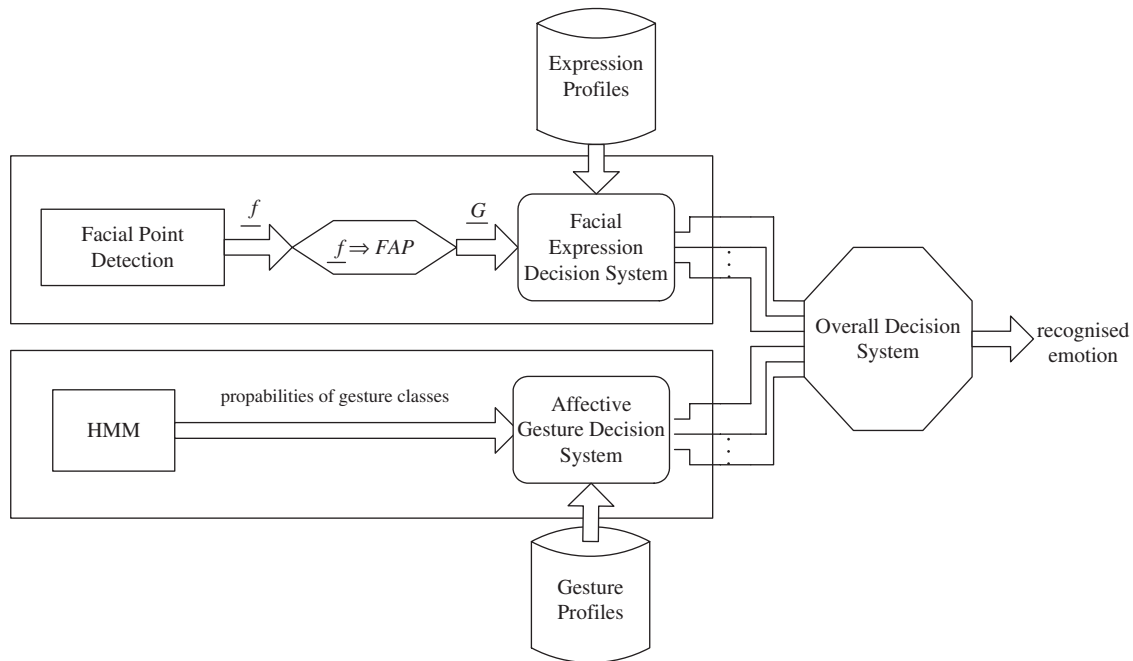 Expression
Profiles
Facial Point
Detection
f
f ⇒ FAP
G
Facial
Expression
Decision System
Overall Decision
System
recognised
emotion
HMM
propabilities of gesture classes
Affective
Gesture Decision
System
Gesture
Profiles